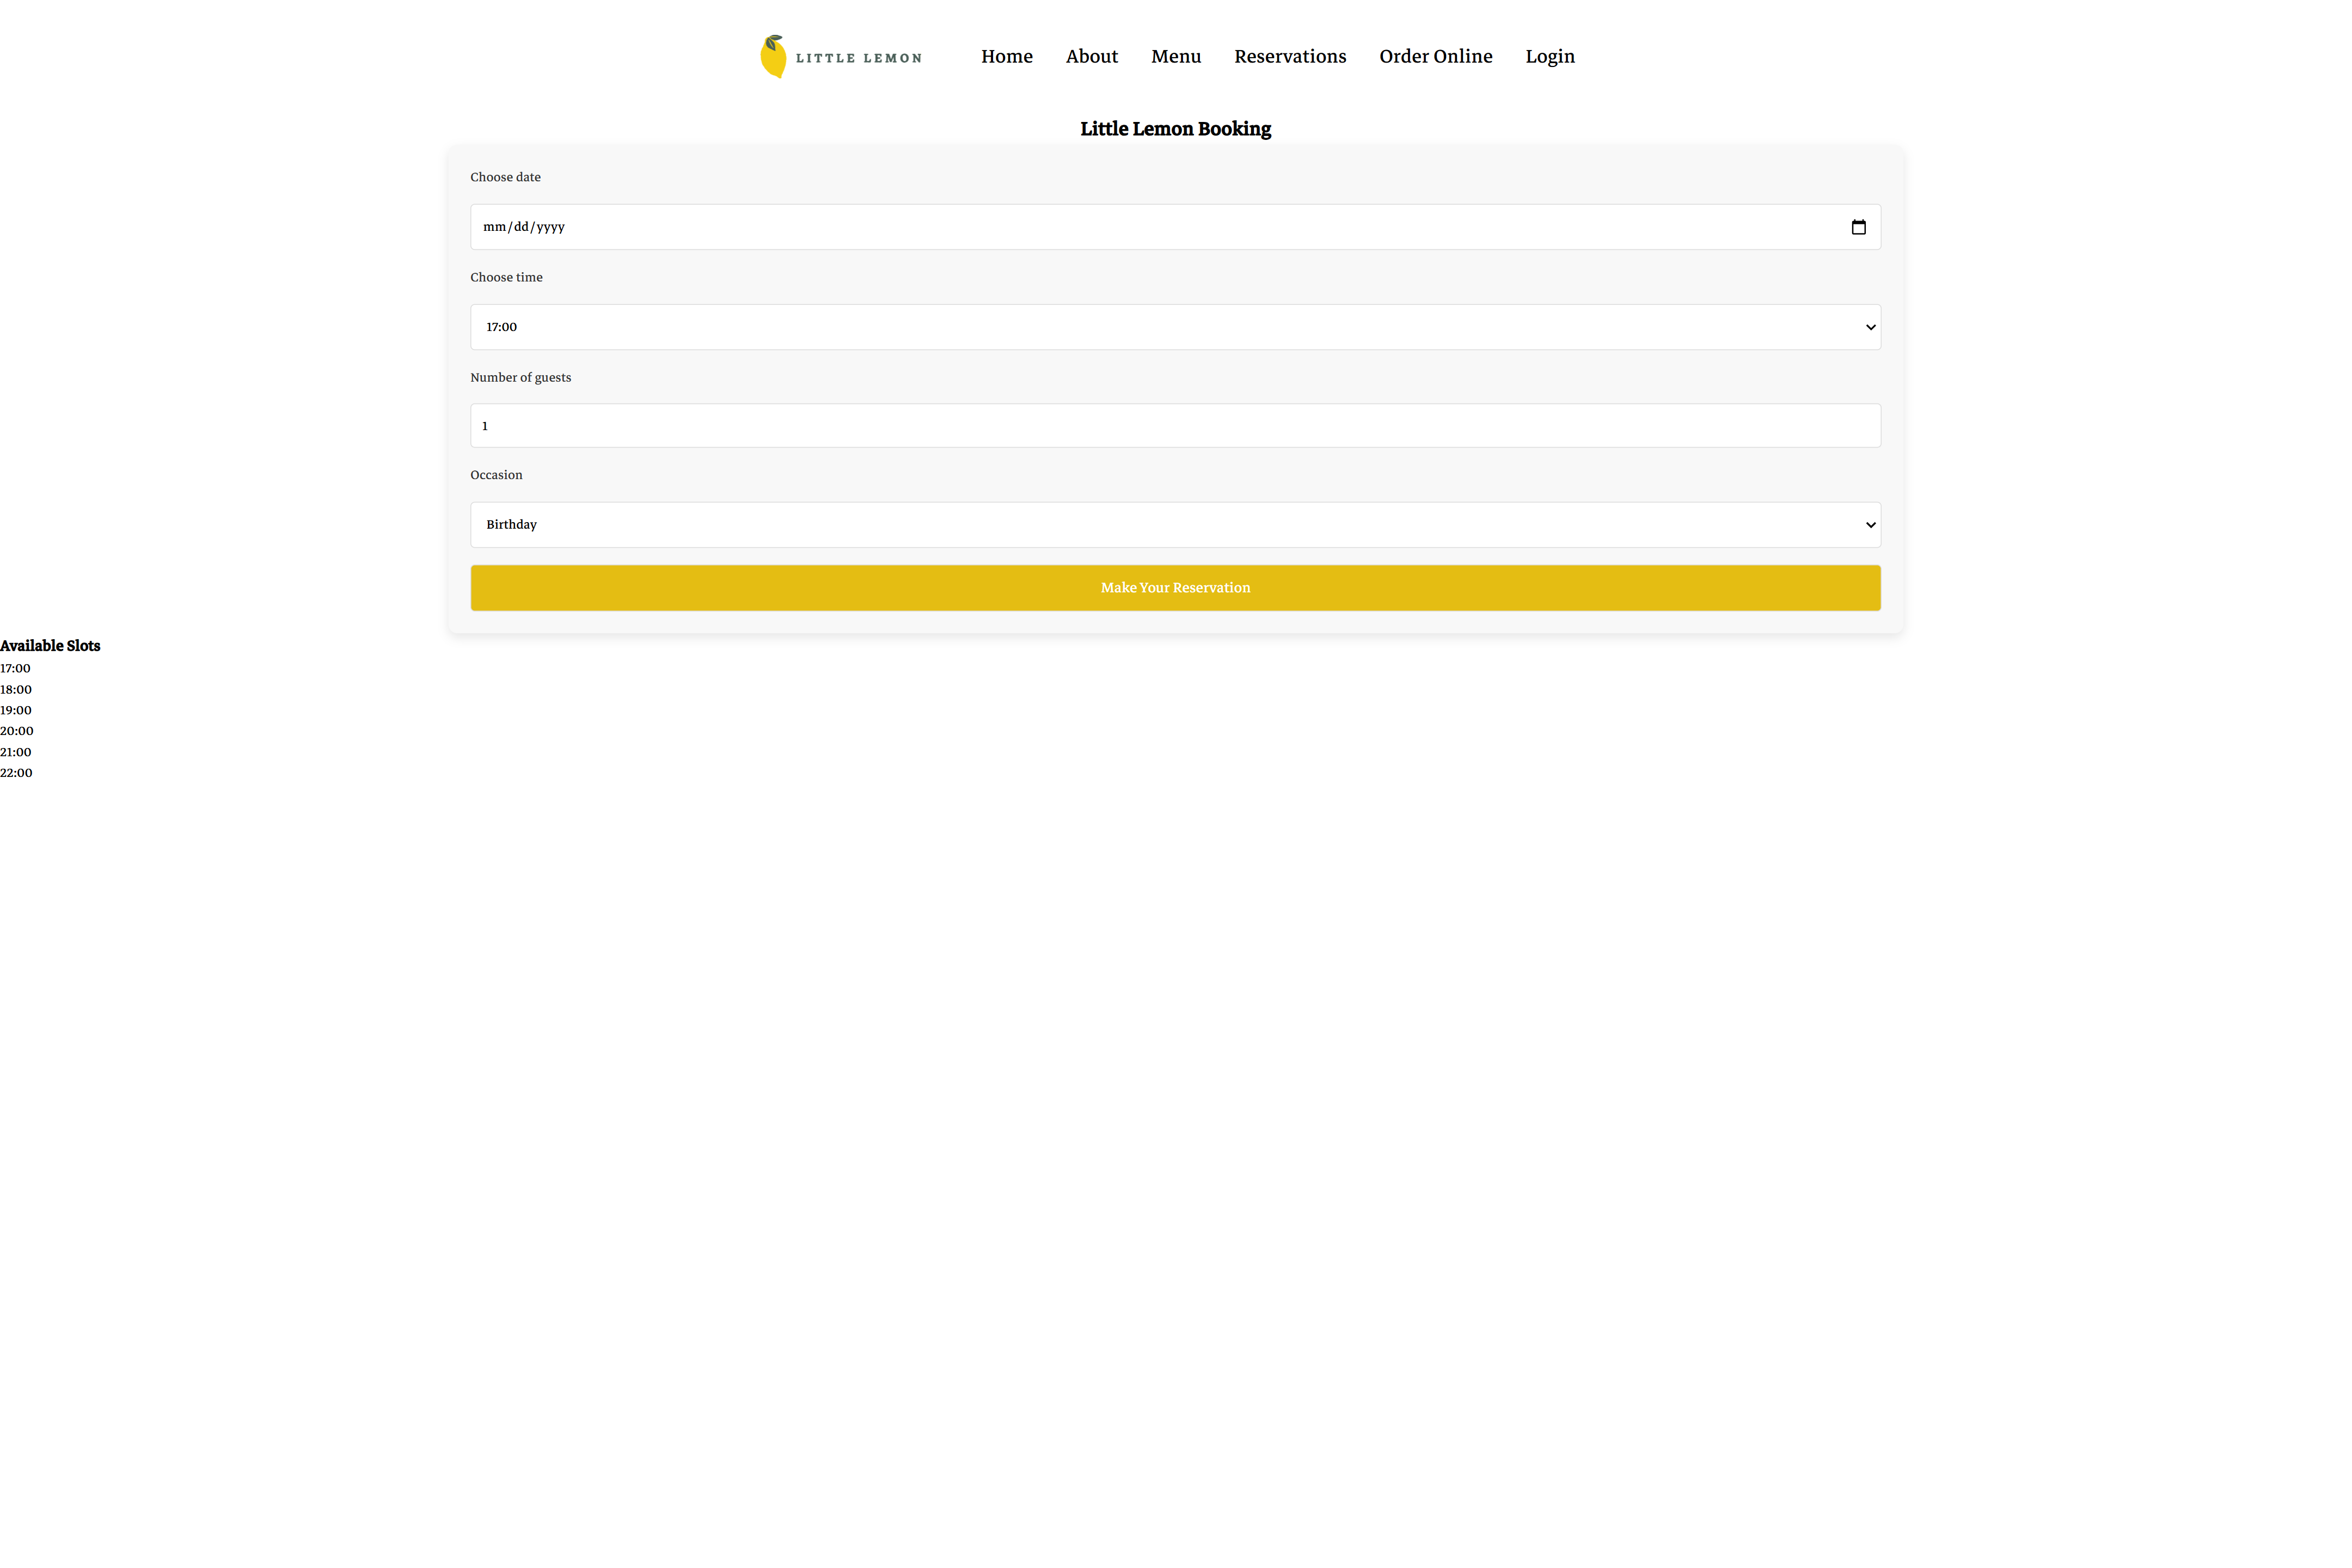 LITTLE LEMON Home About Menu Reservations Order Online Login
Little Lemon Booking
Choose date
mm/dd/yyyy
Choose time
17:00
Number of guests
1
Occasion
Birthday
Make Your Reservation
Available Slots
17:00
18:00
19:00
20:00
21:00
22:00